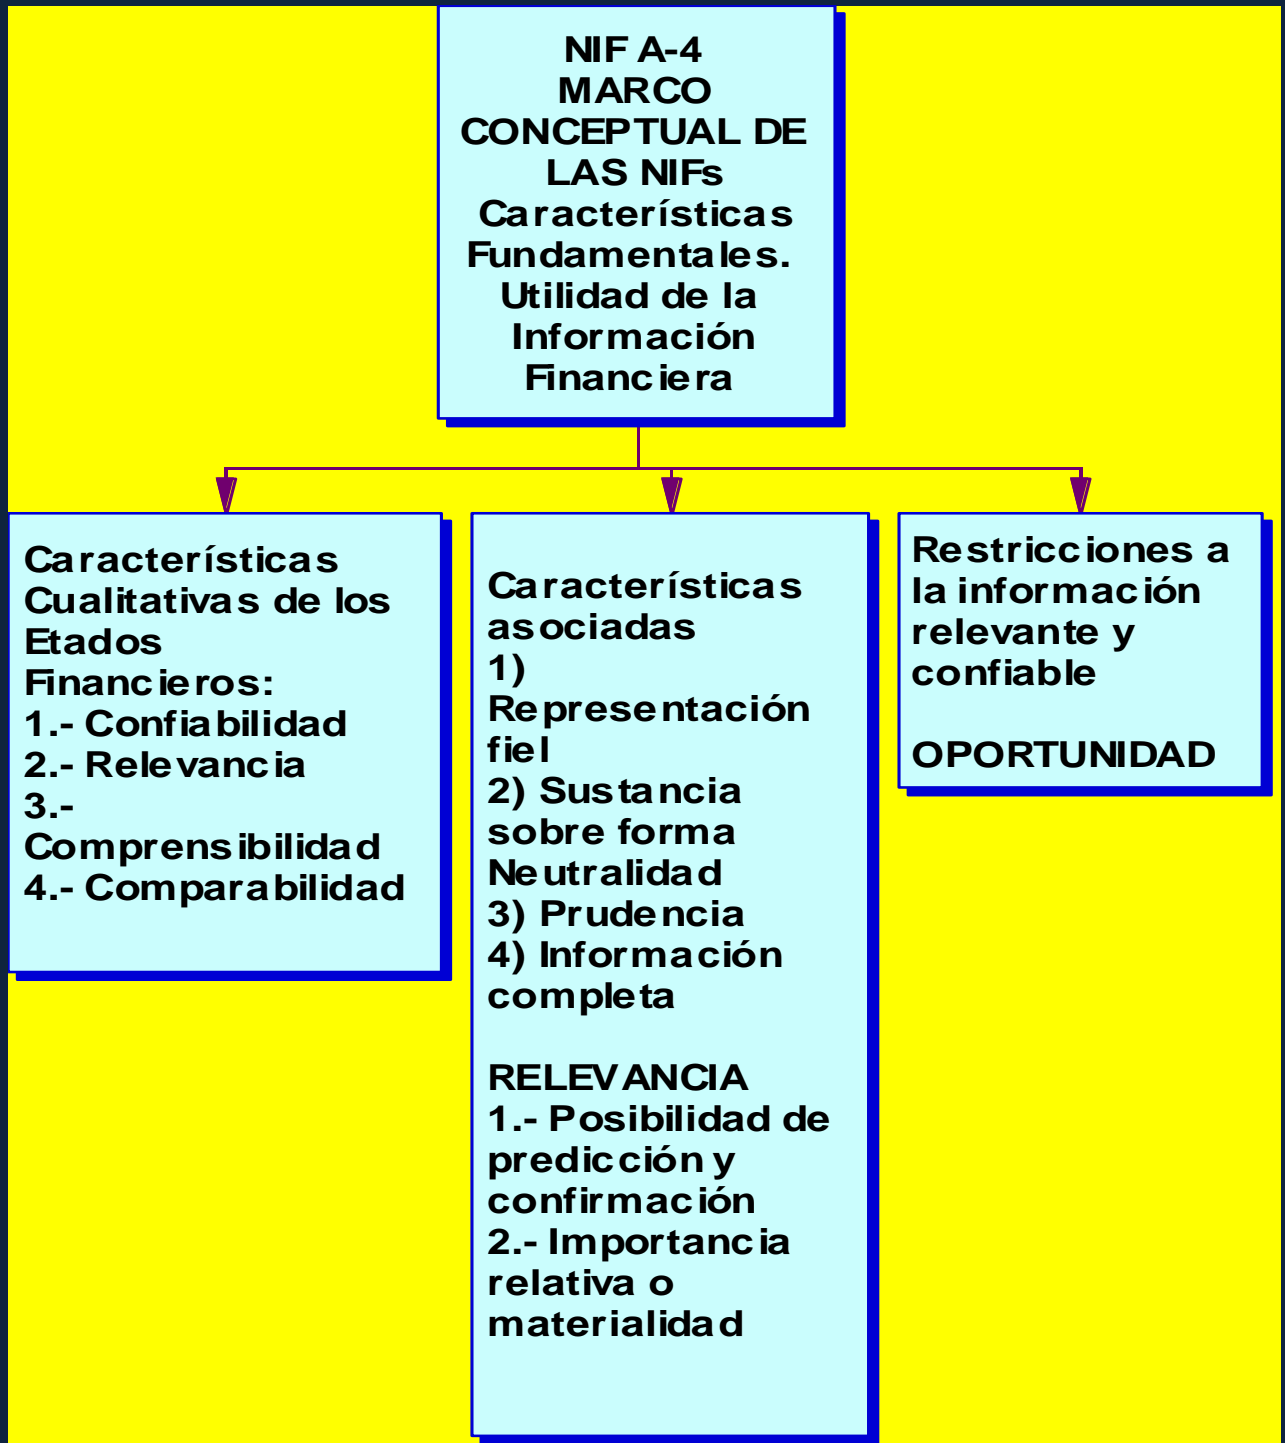 NIF A-4
MARCO
CONCEPTUAL DE
LAS NIFs
Características
Fundamentales.
Utilidad de la
Información
Financiera
Características
Cualitativas de los
Etados
Financieros:
1.- Confiabilidad
2.- Relevancia
3.-
Comprensibilidad
4.- Comparabilidad
Características
asociadas
1)
Representación
fiel
2) Sustancia
sobre forma
Neutralidad
3) Prudencia
4) Información
completa
RELEVANCIA
1.- Posibilidad de
predicción y
confirmación
2.- Importancia
relativa o
materialidad
Restricciones a
la información
relevante y
confiable
OPORTUNIDAD